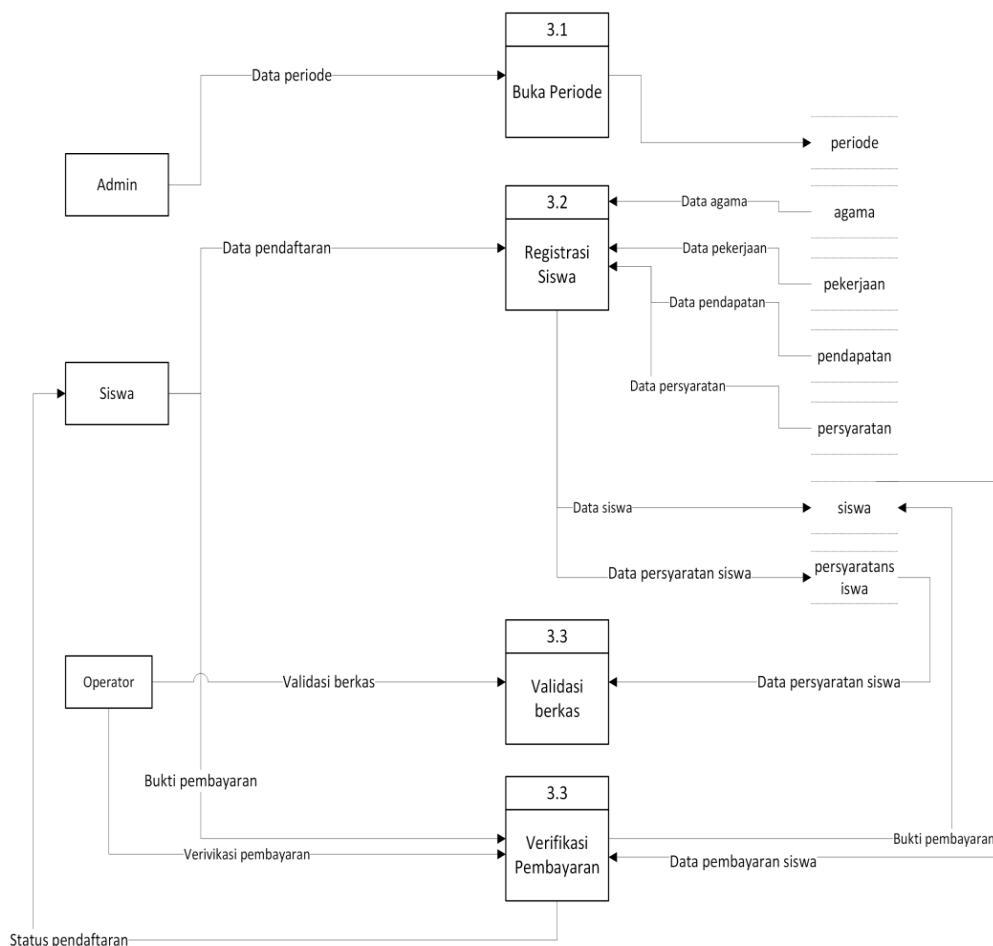 3.1
Data periode
Buka Periode
periode
Admin
3.2
Data agama
agama
Data pendaftaran
Registrasi
Siswa
Data pekerjaan
pekerjaan
Data pendapatan
pendapatan
Siswa
Data persyaratan
persyaratan
Data siswa
siswa
Data persyaratan siswa
persyaratans
iswa
3.3
Operator
Validasi berkas
Validasi
berkas
Data persyaratan siswa
Bukti pembayaran
3.3
Verifikasi
Pembayaran
Bukti pembayaran
Verivikasi pembayaran
Data pembayaran siswa
Status pendaftaran